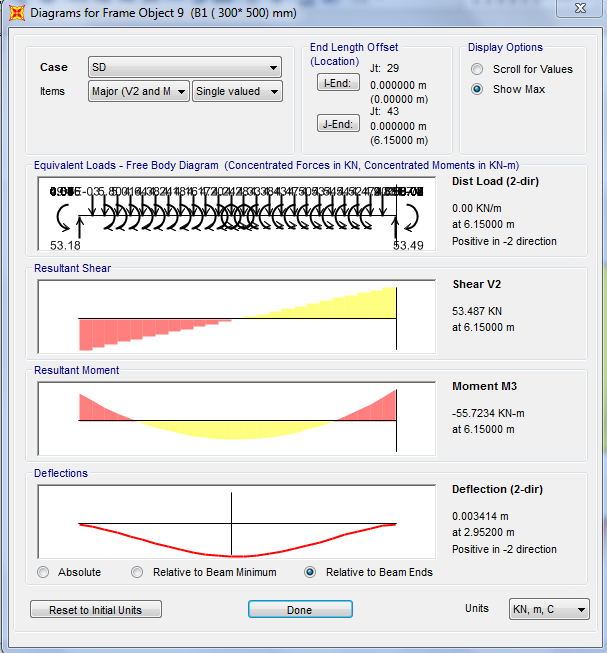 Diagrams for Frame Object 9 (B1 ( 300* 500) mm)
Case
SD
Items
Major (V2 and M
Single valued
End Length Offset
(Location)
Jt: 29
I-End:
0.000000 m
(0.00000 m)
Jt: 43
J-End:
0.000000 m
(6.15000 m)
Display Options
Scroll for Values
Show Max
Equivalent Loads - Free Body Diagram (Concentrated Forces in KN, Concentrated Moments in KN-m)
53.18
53.49
Dist Load (2-dir)
0.00 KN/m
at 6.15000 m
Positive in -2 direction
Resultant Shear
Shear V2
53.487 KN
at 6.15000 m
Resultant Moment
Moment M3
-55.7234 KN-m
at 6.15000 m
Deflections
Deflection (2-dir)
0.003414 m
at 2.95200 m
Positive in -2 direction
Absolute
Relative to Beam Minimum
Relative to Beam Ends
Reset to Initial Units
Done
Units
KN, m, C